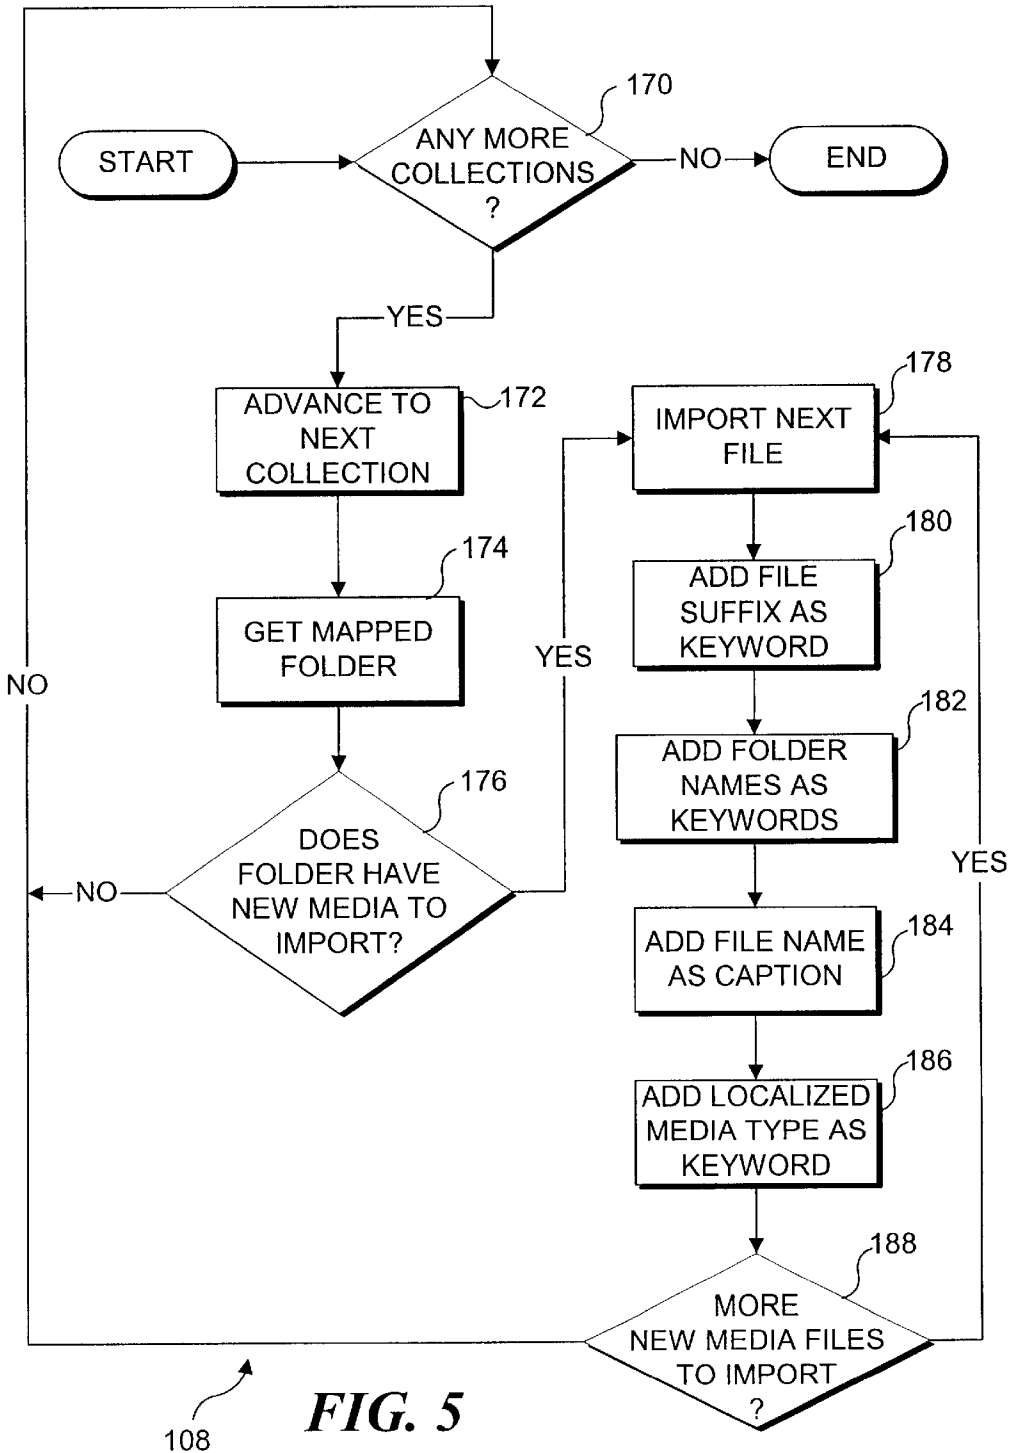 170
ANY MORE
COLLECTIONS
?
START
NO
END
YES
ADVANCE TO
NEXT
COLLECTION
172
174
GET MAPPED
FOLDER
NO
176
DOES
FOLDER HAVE
NEW MEDIA TO
IMPORT?
NO
YES
178
IMPORT NEXT
FILE
180
ADD FILE
SUFFIX AS
KEYWORD
182
ADD FOLDER
NAMES AS
KEYWORDS
YES
184
ADD FILE NAME
AS CAPTION
186
ADD LOCALIZED
MEDIA TYPE AS
KEYWORD
188
MORE
NEW MEDIA FILES
TO IMPORT
?
108
FIG. 5